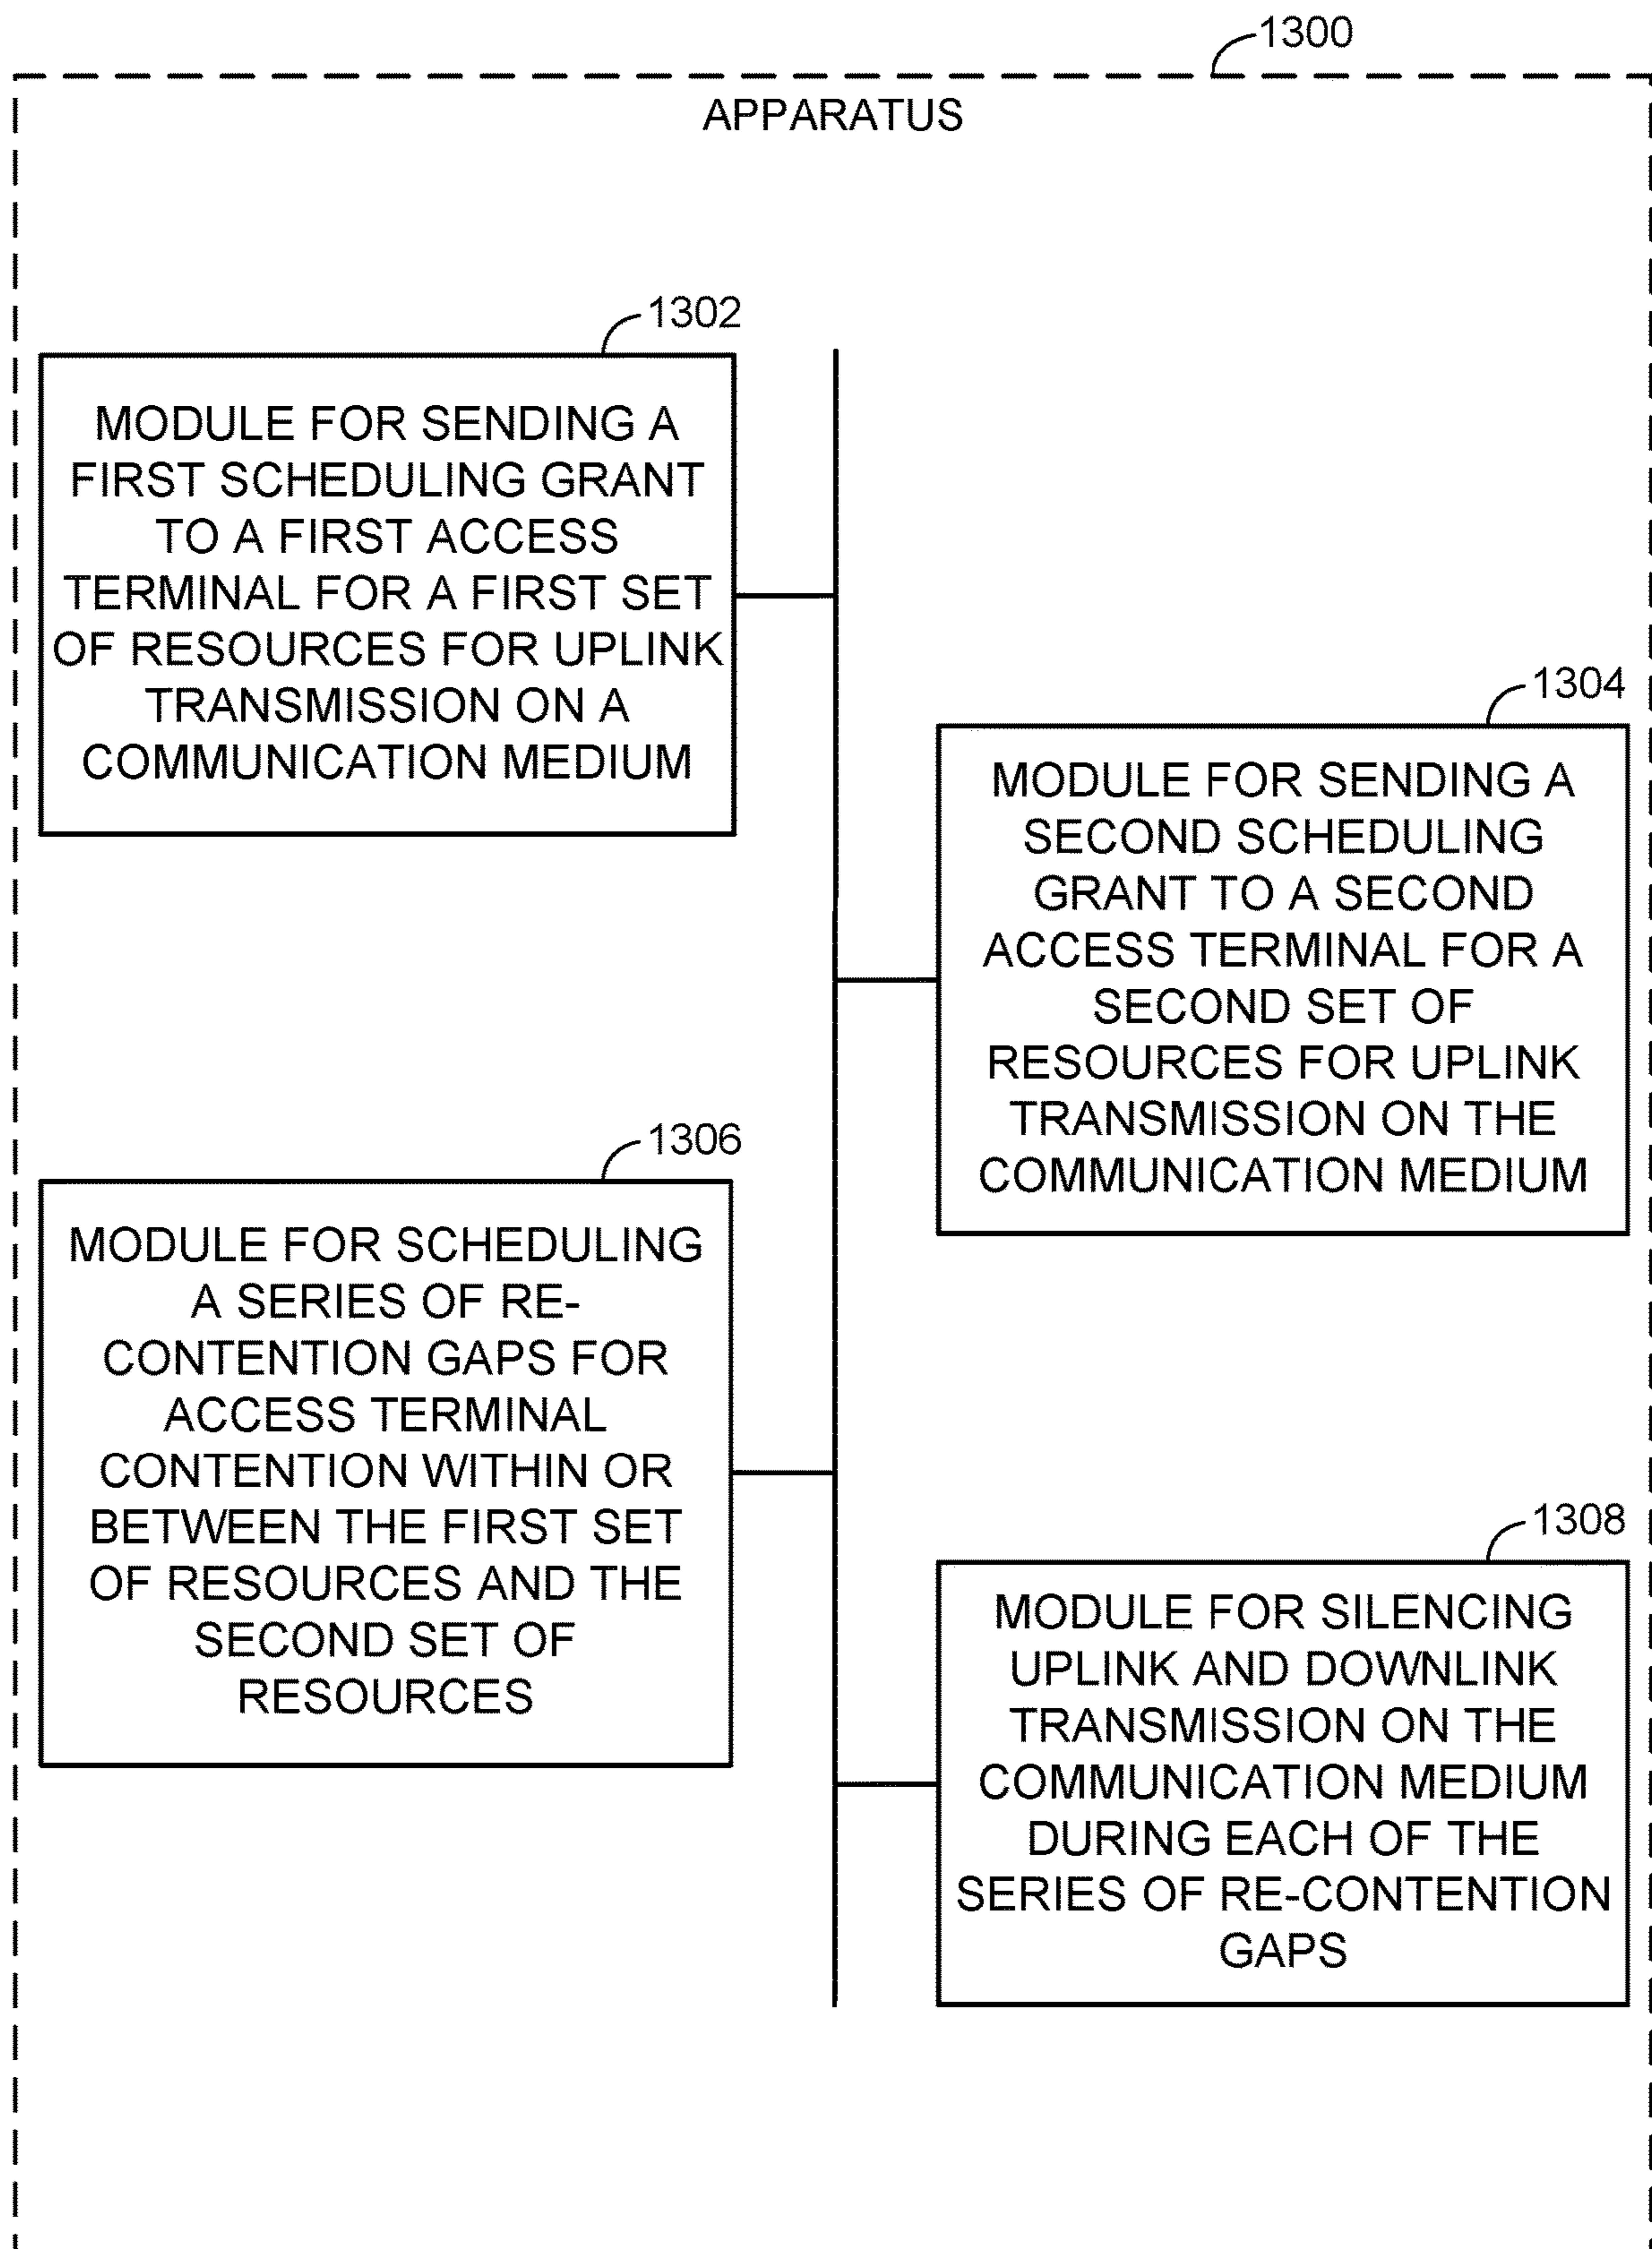 1300
APPARATUS
1302
MODULE FOR SENDING A
FIRST SCHEDULING GRANT
TO A FIRST ACCESS
TERMINAL FOR A FIRST SET
OF RESOURCES FOR UPLINK
TRANSMISSION ON A
COMMUNICATION MEDIUM
1304
MODULE FOR SENDING A
SECOND SCHEDULING
GRANT TO A SECOND
ACCESS TERMINAL FOR A
SECOND SET OF
RESOURCES FOR UPLINK
TRANSMISSION ON THE
COMMUNICATION MEDIUM
1306
MODULE FOR SCHEDULING
A SERIES OF RE-
CONTENTION GAPS FOR
ACCESS TERMINAL
CONTENTION WITHIN OR
BETWEEN THE FIRST SET
OF RESOURCES AND THE
SECOND SET OF
RESOURCES
1308
MODULE FOR SILENCING
UPLINK AND DOWNLINK
TRANSMISSION ON THE
COMMUNICATION MEDIUM
DURING EACH OF THE
SERIES OF RE-CONTENTION
GAPS